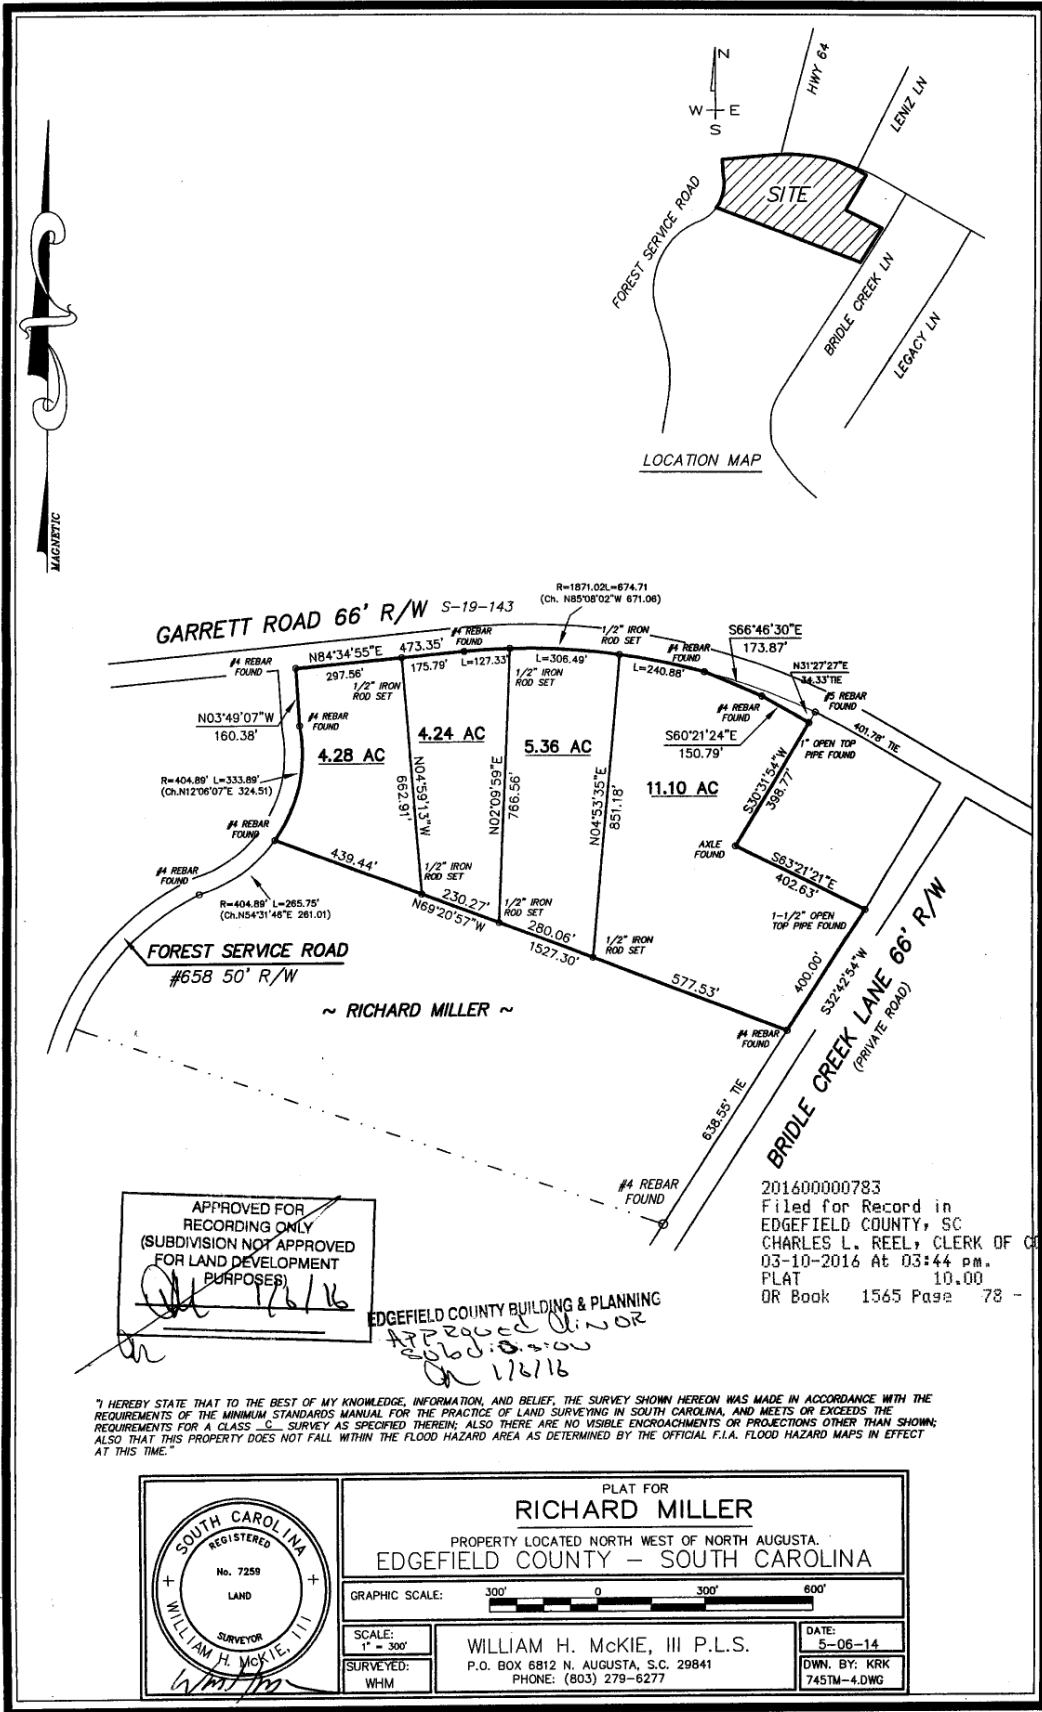 N
W E
S
HWY 64
LENIZ LN
SITE
FOREST SERVICE ROAD
BRIDLE CREEK LN
LEGACY LN
LOCATION MAP
MAGNETIC
R=1871.02L=674.71
(Ch. N85°08'02"W 671.06)
GARRETT ROAD 66' R/W S-19-143
#4 REBAR
FOUND
1/2" IRON
ROD SET
#4 REBAR
FOUND
S66°46'30"E
173.87'
#4 REBAR
FOUND
N84°34'55"E 473.35'
297.56'
175.79'
L=127.33'
L=306.49'
L=240.88'
N31°27'27"E
34.33'TIE
#5 REBAR
FOUND
1/2" IRON
ROD SET
1/2" IRON
ROD SET
#4 REBAR
FOUND
N03°49'07"W
160.38'
#4 REBAR
FOUND
S60°21'24"E
150.79'
401.78' TIE
1" OPEN TOP
PIPE FOUND
4.28 AC
4.24 AC
5.36 AC
11.10 AC
R=404.89' L=333.89'
(Ch.N12°06'07"E 324.51)
N04°59'13"W
662.91'
N02°09'59"E
766.56'
N04°53'35"E
851.18'
S30°31'54"W
398.77'
#4 REBAR
FOUND
AXLE
FOUND
S63°21'21"E
402.63'
#4 REBAR
FOUND
439.44'
1/2" IRON
ROD SET
R=404.89' L=265.75'
(Ch.N54°31'46"E 261.01)
230.27'
N69°20'57"W
1/2" IRON
ROD SET
280.06'
1527.30'
1/2" IRON
ROD SET
577.53'
1-1/2" OPEN
TOP PIPE FOUND
400.00'
S32°42'54"W
FOREST SERVICE ROAD
#658 50' R/W
~ RICHARD MILLER ~
#4 REBAR
FOUND
BRIDLE CREEK LANE 66' R/W
(PRIVATE ROAD)
638.55' TIE
#4 REBAR
FOUND
201600000783
Filed for Record in
EDGEFIELD COUNTY, SC
CHARLES L. REEL, CLERK OF
03-10-2016 At 03:44 pm.
PLAT 10.00
OR Book 1565 Page 78 -
APPROVED FOR
RECORDING ONLY
(SUBDIVISION NOT APPROVED
FOR LAND DEVELOPMENT
PURPOSES)
1/6/16
EDGEFIELD COUNTY BUILDING & PLANNING
Approved Minor
Subdivision
1/6/16
"I HEREBY STATE THAT TO THE BEST OF MY KNOWLEDGE, INFORMATION, AND BELIEF, THE SURVEY SHOWN HEREON WAS MADE IN ACCORDANCE WITH THE
REQUIREMENTS OF THE MINIMUM STANDARDS MANUAL FOR THE PRACTICE OF LAND SURVEYING IN SOUTH CAROLINA, AND MEETS OR EXCEEDS THE
REQUIREMENTS FOR A CLASS C SURVEY AS SPECIFIED THEREIN; ALSO THERE ARE NO VISIBLE ENCROACHMENTS OR PROJECTIONS OTHER THAN SHOWN;
ALSO THAT THIS PROPERTY DOES NOT FALL WITHIN THE FLOOD HAZARD AREA AS DETERMINED BY THE OFFICIAL F.I.A. FLOOD HAZARD MAPS IN EFFECT
AT THIS TIME."
SOUTH CAROLINA
REGISTERED
No. 7259
LAND
SURVEYOR
WILLIAM H. McKIE, III
PLAT FOR
RICHARD MILLER
PROPERTY LOCATED NORTH WEST OF NORTH AUGUSTA.
EDGEFIELD COUNTY – SOUTH CAROLINA
GRAPHIC SCALE: 300' 0 300' 600'
SCALE:
1" = 300'
SURVEYED:
WHM
WILLIAM H. McKIE, III P.L.S.
P.O. BOX 6812 N. AUGUSTA, S.C. 29841
PHONE: (803) 279-6277
DATE:
5-06-14
DWN. BY: KRK
745TM-4.DWG